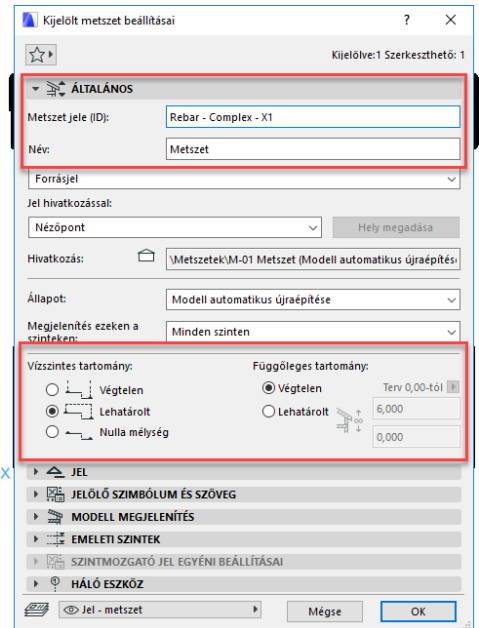 Kijelölt metszet beállításai
Kijelölve:1 Szerkeszthető: 1
ÁLTALÁNOS
Metszet jele (ID): Rebar - Complex - X1
Név: Metszet
Forrásjel
Jel hivatkozással:
Nézőpont Hely megadása
Hivatkozás: \Metszetek\M-01 Metszet (Modell automatikus újraépítés
Állapot: Modell automatikus újraépítése
Megjelenítés ezeken a
szinteken: Minden szinten
Vízszintes tartomány: Függőleges tartomány:
Végtelen Végtelen Terv 0,00-tól
Lehatárolt Lehatárolt 6,000
Nulla mélység 0,000
X
JEL
JELÖLŐ SZIMBÓLUM ÉS SZÖVEG
MODELL MEGJELENÍTÉS
EMELETI SZINTEK
SZINTMOZGATÓ JEL EGYÉNI BEÁLLÍTÁSAI
HÁLÓ ESZKÖZ
Jel - metszet Mégse OK